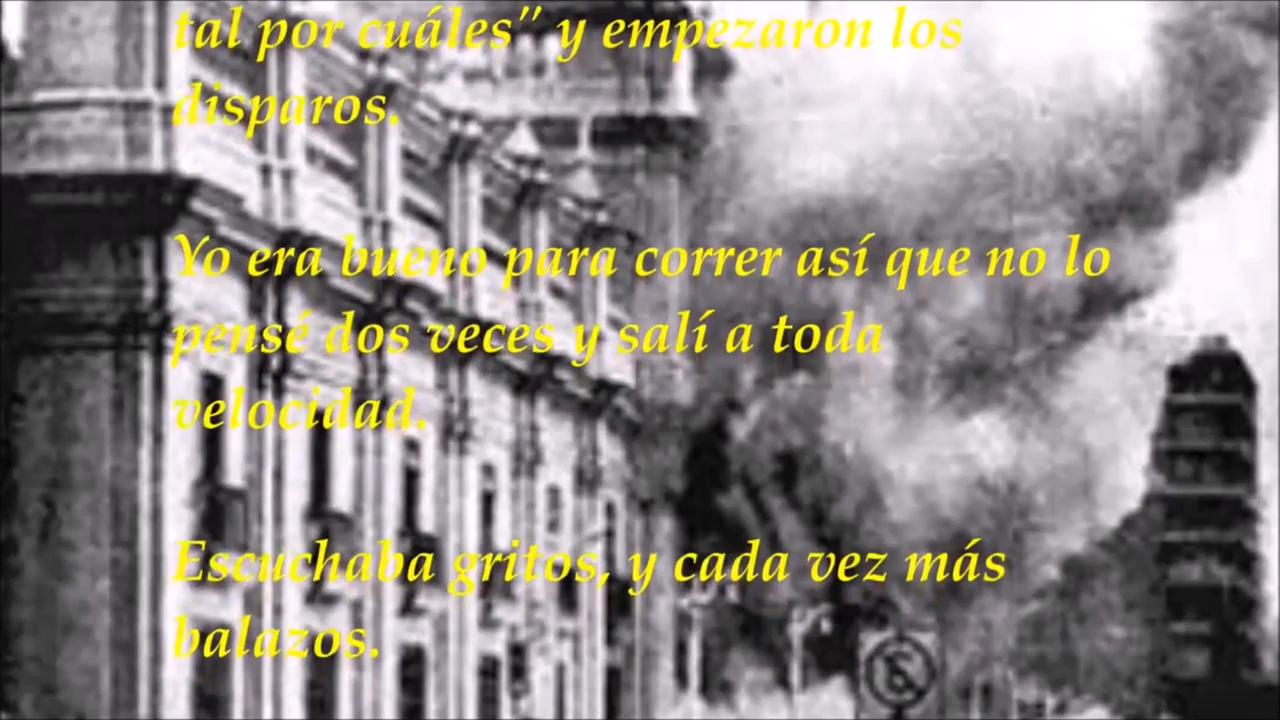 tal por cuáles" y empezaron los
disparos.
Yo era bueno para correr así que no lo
pensé dos veces y salí a toda
velocidad.
Escuchaba gritos, y cada vez más
balazos.